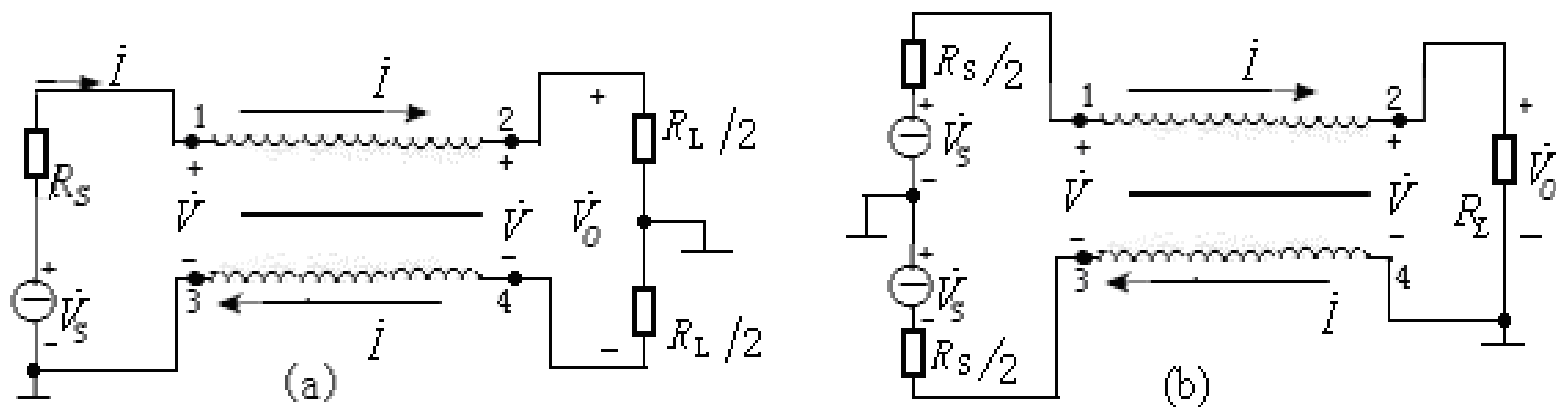 İ
İ
1
2
+
+
+
R_L/2
R_S
V̇
V̇
V̇_o
+
-
-
V̇_s
-
3
4
İ
-
R_L/2
(a)
R_S/2
İ
+
1
2
+
+
+
V̇_s
-
V̇
V̇
V̇_o
R_L
+
-
-
-
V̇_s
3
4
-
İ
R_S/2
(b)